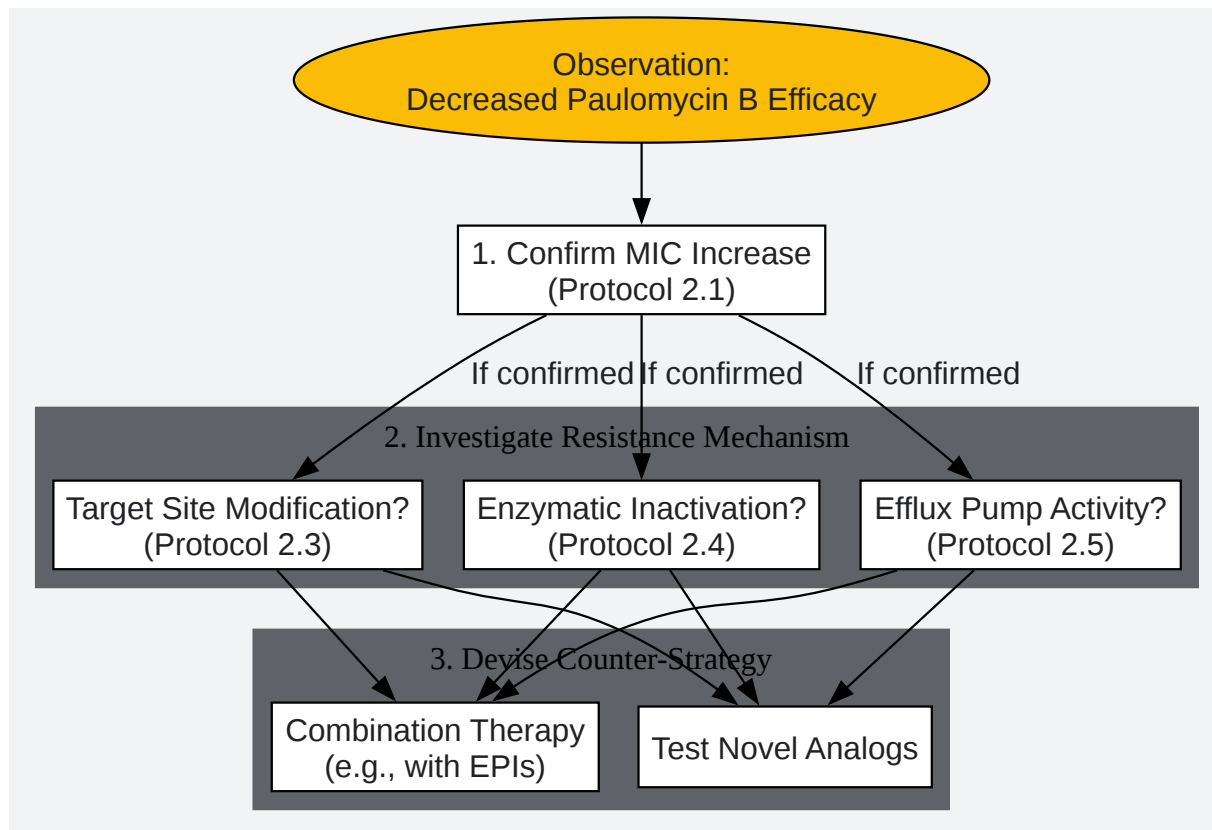 Observation:
Decreased Paulomycin B Efficacy
1. Confirm MIC Increase
(Protocol 2.1)
If confirmed
If confirmed
If confirmed
2. Investigate Resistance Mechanism
Target Site Modification?
(Protocol 2.3)
Enzymatic Inactivation?
(Protocol 2.4)
Efflux Pump Activity?
(Protocol 2.5)
3. Devise Counter-Strategy
Combination Therapy
(e.g., with EPIs)
Test Novel Analogs